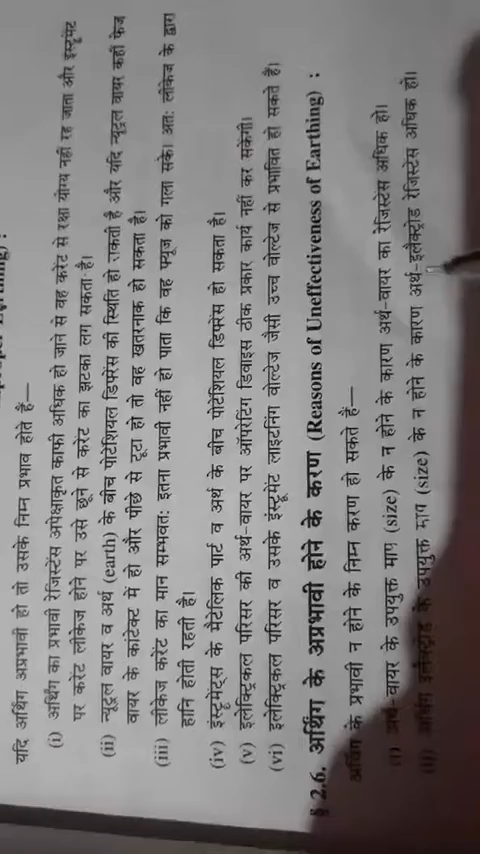 यदि अर्थिंग अप्रभावी हो तो उसके निम्न प्रभाव होते हैं—
(i) अर्थिंग का प्रभावी रेजिस्टेंस अपेक्षाकृत काफी अधिक हो जाने से वह करेंट से रक्षा योग्य नहीं रह जाता और इंस्ट्रूमेंट
पर करेंट लीकेज होने पर उसे छूने से करेंट का झटका लग सकता है।
(ii) न्यूट्रल वायर व अर्थ (earth) के बीच पोटेंशियल डिफरेंस की स्थिति हो सकती है और यदि न्यूट्रल वायर कहीं फेज
वायर के कांटेक्ट में हो और पीछे से टूटा हो तो वह खतरनाक हो सकता है।
(iii) लीकेज करेंट का मान सम्भवतः इतना प्रभावी नहीं हो पाता कि वह फ्यूज को गला सके। अतः लीकेज के द्वारा
हानि होती रहती है।
(iv) इंस्ट्रूमेंट्स के मैटेलिक पार्ट व अर्थ के बीच पोटेंशियल डिफरेंस हो सकता है।
(v) इलेक्ट्रिकल परिसर की अर्थ-वायर पर ऑपरेटिंग डिवाइस ठीक प्रकार कार्य नहीं कर सकेंगी।
(vi) इलेक्ट्रिकल परिसर व उसके इंस्ट्रूमेंट लाइटनिंग वोल्टेज जैसी उच्च वोल्टेज से प्रभावित हो सकते हैं।
§ 2.6. अर्थिंग के अप्रभावी होने के करण (Reasons of Uneffectiveness of Earthing) :
अर्थिंग के प्रभावी न होने के निम्न करण हो सकते हैं—
(i) अर्थ-वायर के उपयुक्त माप (size) के न होने के कारण अर्थ-वायर का रेजिस्टेंस अधिक हो।
(ii) अर्थिंग इलैक्ट्रोड के उपयुक्त माप (size) के न होने के कारण अर्थ-इलैक्ट्रोड रेजिस्टेंस अधिक हो।